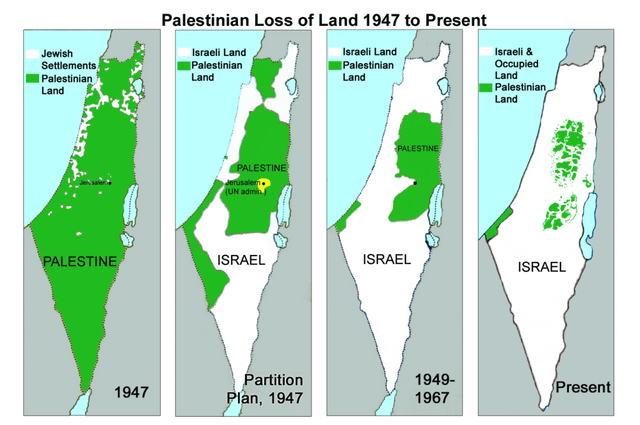 Palestinian Loss of Land 1947 to Present
Jewish
Settlements
Palestinian
Land
Jerusalem
PALESTINE
1947
Israeli Land
Palestinian
Land
PALESTINE
Jerusalem
(UN admin)
ISRAEL
Partition
Plan, 1947
Israeli Land
Palestinian
Land
PALESTINE
ISRAEL
1949-
1967
Israeli &
Occupied
Land
Palestinian
Land
ISRAEL
Present